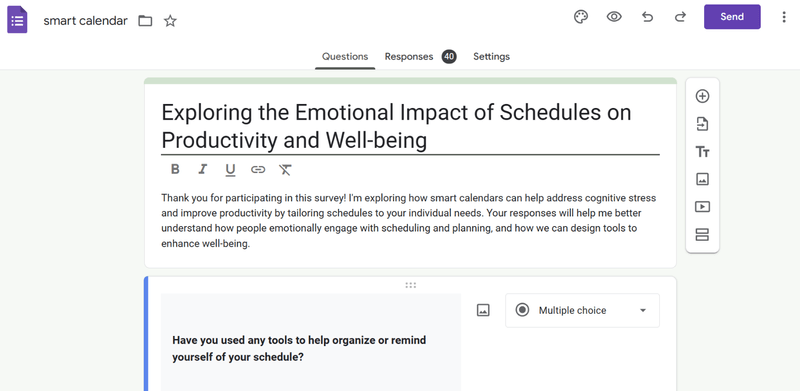 smart calendar
Send
Questions Responses 40 Settings
Exploring the Emotional Impact of Schedules on
Productivity and Well-being
B I U
Thank you for participating in this survey! I'm exploring how smart calendars can help address cognitive stress
and improve productivity by tailoring schedules to your individual needs. Your responses will help me better
understand how people emotionally engage with scheduling and planning, and how we can design tools to
enhance well-being.
Tт
Multiple choice
Have you used any tools to help organize or remind
yourself of your schedule?